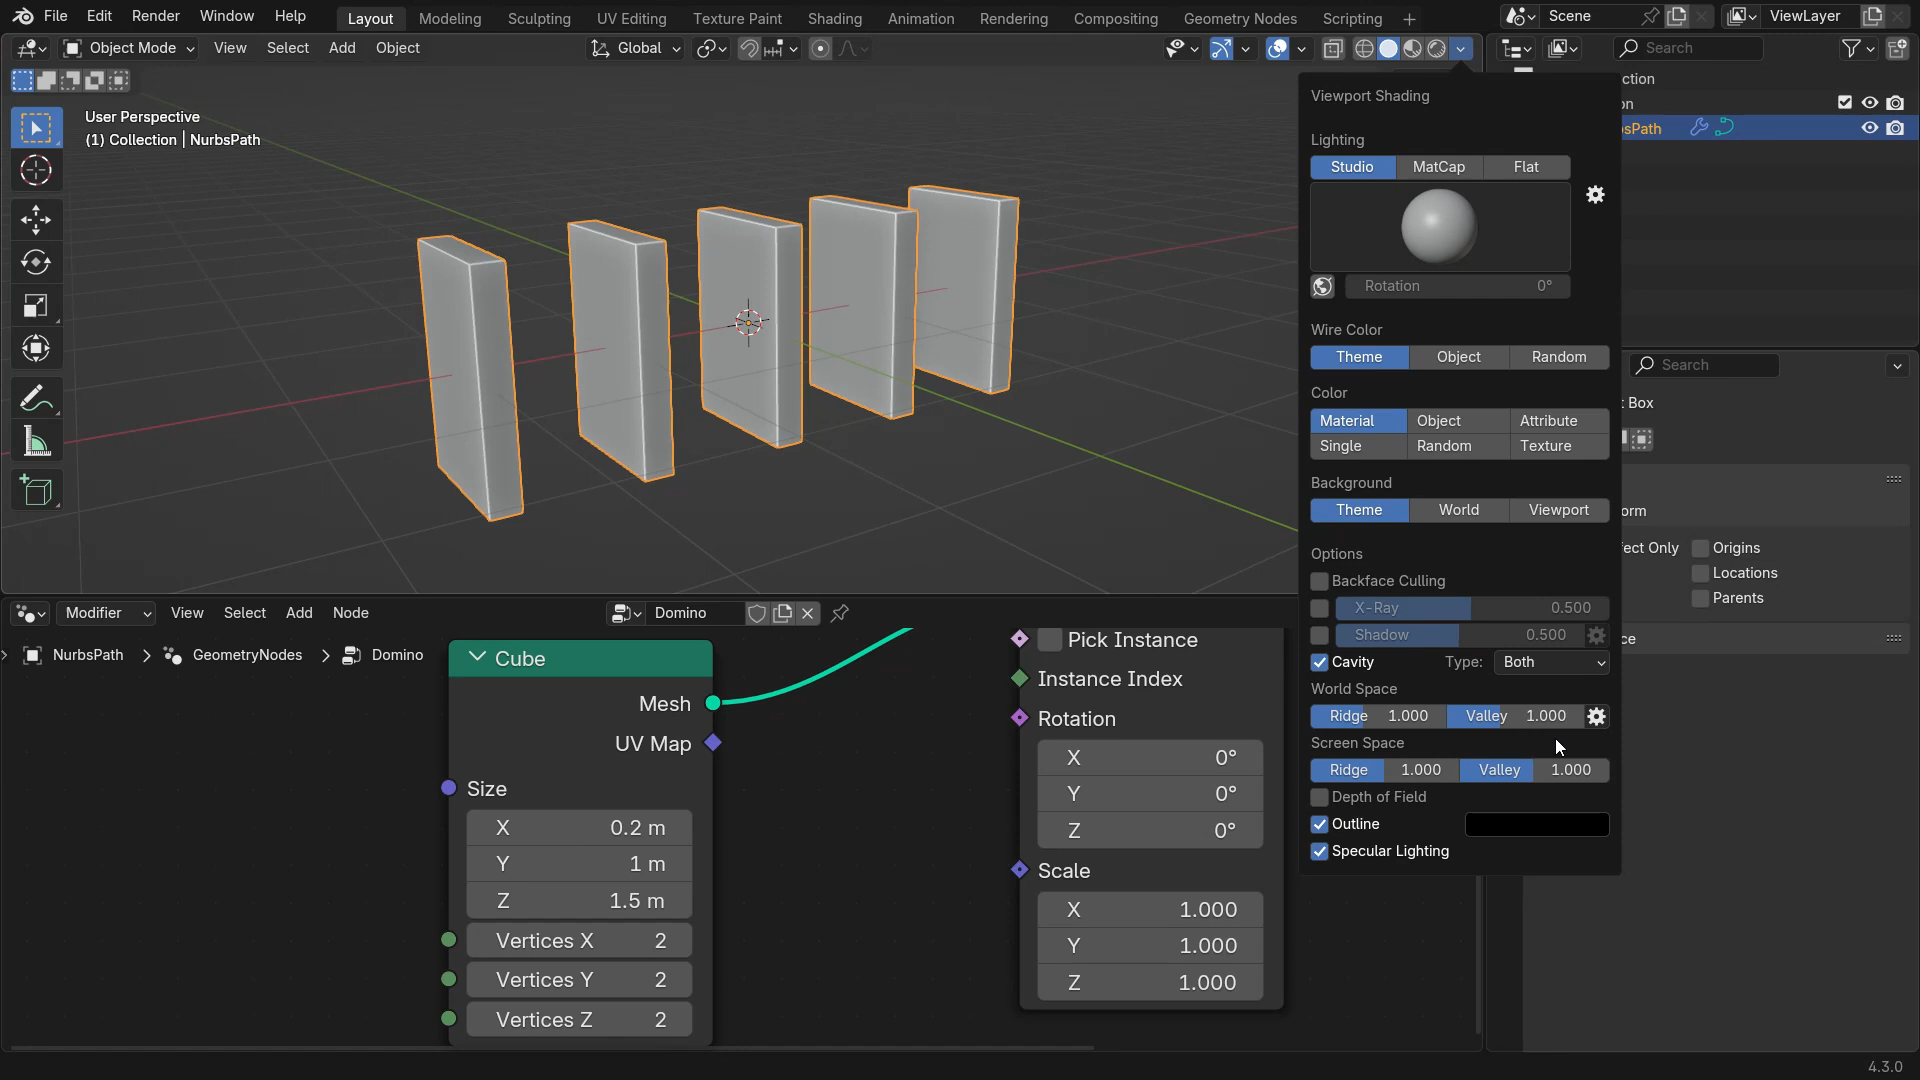 File Edit Render Window Help Layout Modeling Sculpting UV Editing Texture Paint Shading Animation Rendering Compositing Geometry Nodes Scripting + Scene ViewLayer
Object Mode View Select Add Object Global Search
User Perspective
(1) Collection | NurbsPath
ction
on
sPath
Viewport Shading
Lighting
Studio MatCap Flat
Rotation 0°
Wire Color
Theme Object Random
Color
Material Object Attribute
Single Random Texture
Background
Theme World Viewport
Options
Backface Culling
X-Ray 0.500
Shadow 0.500
Cavity Type: Both
World Space
Ridge 1.000 Valley 1.000
Screen Space
Ridge 1.000 Valley 1.000
Depth of Field
Outline
Specular Lighting
Search
t Box
orm
fect Only Origins
Locations
Parents
ce
Modifier View Select Add Node Domino
NurbsPath > GeometryNodes > Domino
Cube
Mesh
UV Map
Size
X 0.2 m
Y 1 m
Z 1.5 m
Vertices X 2
Vertices Y 2
Vertices Z 2
Pick Instance
Instance Index
Rotation
X 0°
Y 0°
Z 0°
Scale
X 1.000
Y 1.000
Z 1.000
4.3.0